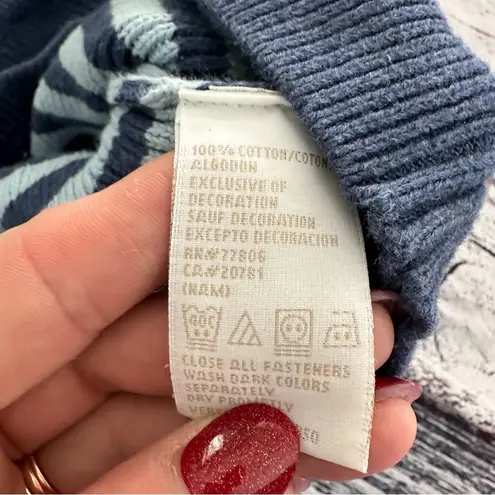 100% COTTON/COTON
ALGODON
EXCLUSIVE OF
DECORATION
SAUF DECORATION
EXCEPTO DECORACION
RN#77806
CA#20781
(NAM)
CLOSE ALL FASTENERS
WASH DARK COLORS
SEPARATELY
DRY PROMPTLY